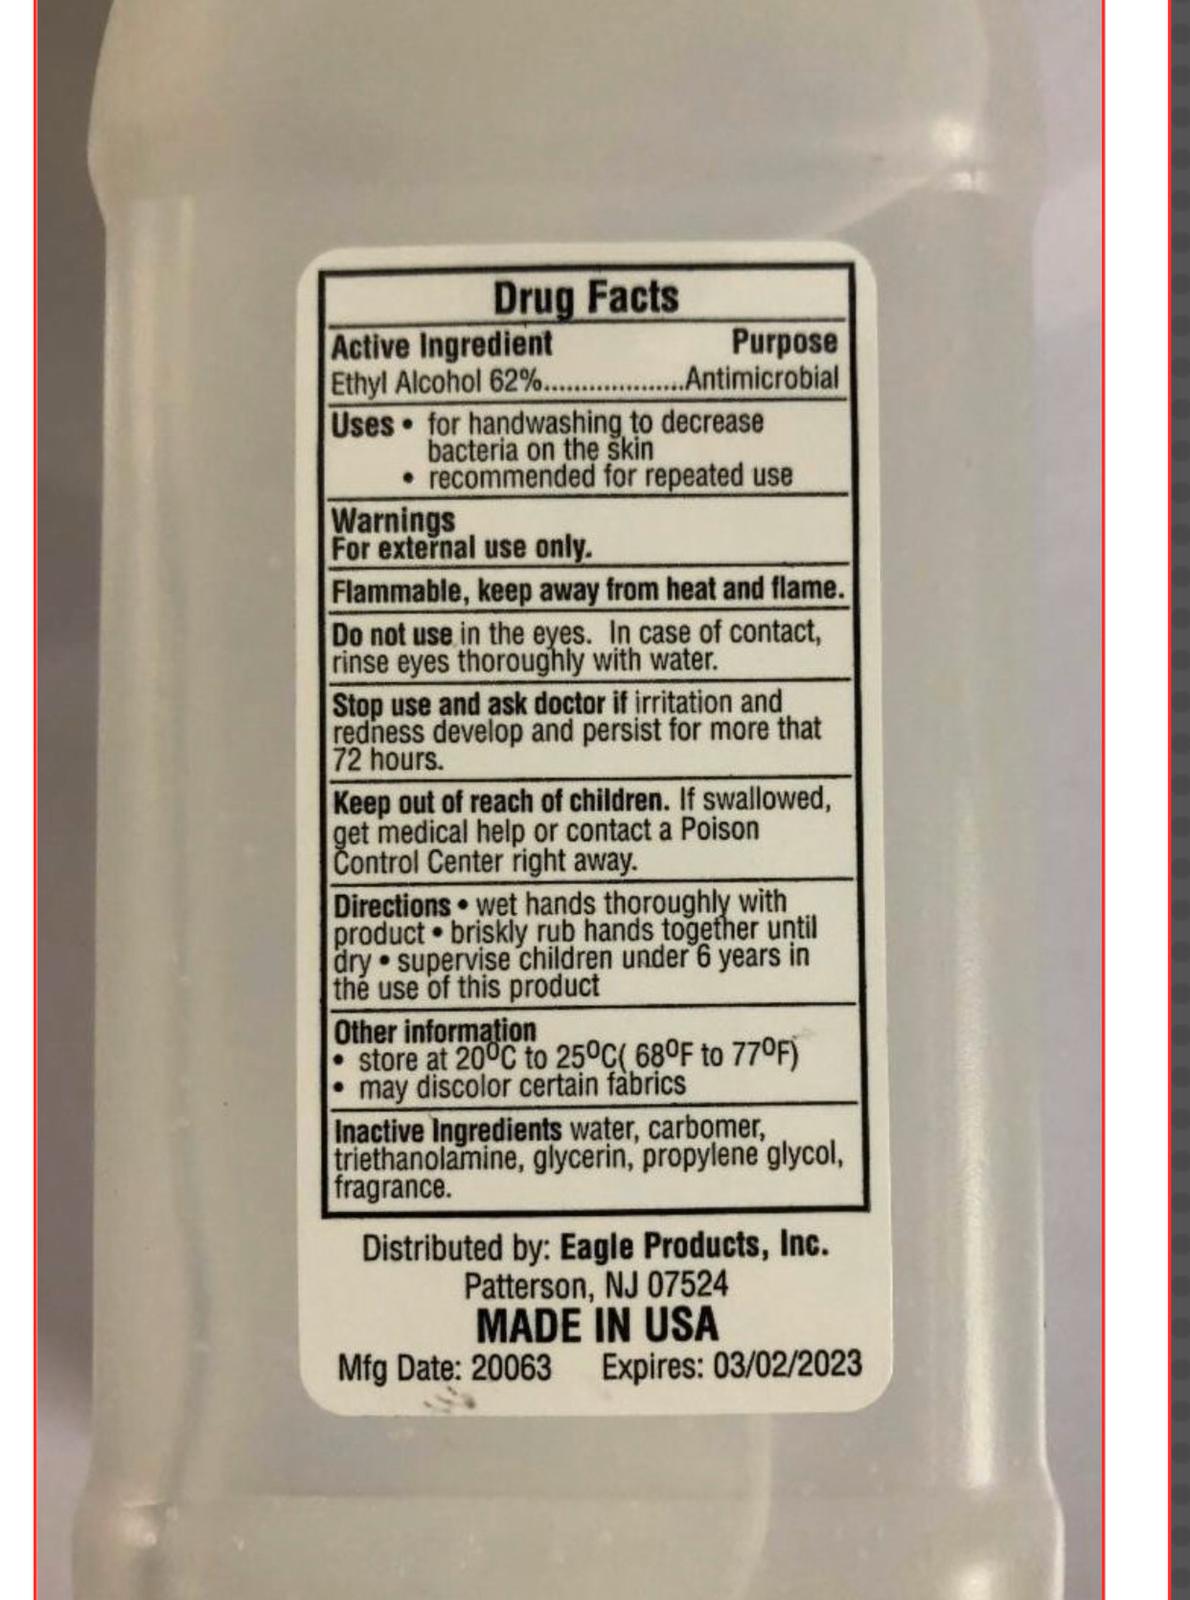 Drug Facts
Active Ingredient Purpose
Ethyl Alcohol 62%...................Antimicrobial
Uses • for handwashing to decrease
bacteria on the skin
• recommended for repeated use
Warnings
For external use only.
Flammable, keep away from heat and flame.
Do not use in the eyes. In case of contact,
rinse eyes thoroughly with water.
Stop use and ask doctor if irritation and
redness develop and persist for more that
72 hours.
Keep out of reach of children. If swallowed,
get medical help or contact a Poison
Control Center right away.
Directions • wet hands thoroughly with
product • briskly rub hands together until
dry • supervise children under 6 years in
the use of this product
Other information
• store at 20ºC to 25ºC( 68ºF to 77ºF)
• may discolor certain fabrics
Inactive Ingredients water, carbomer,
triethanolamine, glycerin, propylene glycol,
fragrance.
Distributed by: Eagle Products, Inc.
Patterson, NJ 07524
MADE IN USA
Mfg Date: 20063 Expires: 03/02/2023